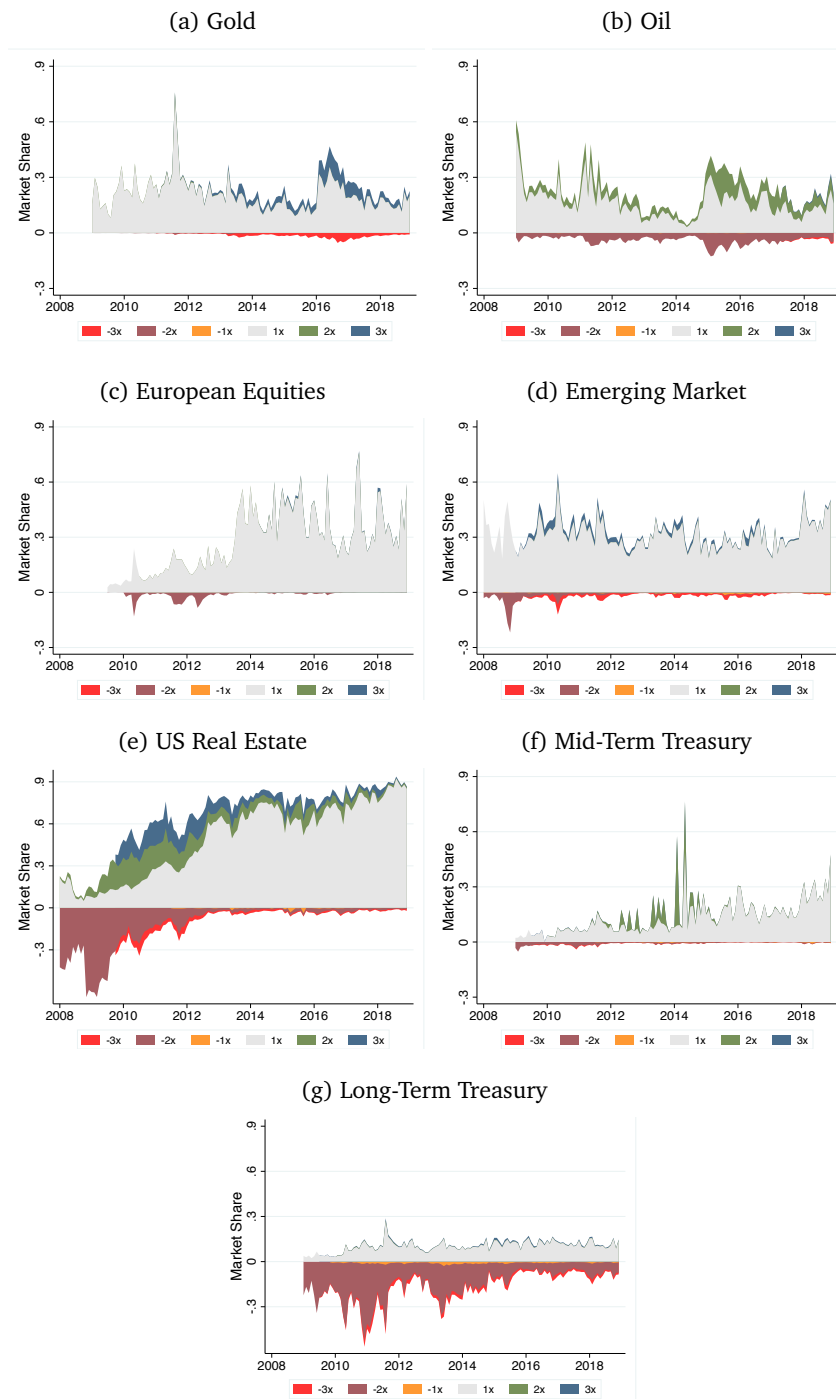 (a) Gold
(b) Oil
Market Share
.9
.6
.3
0
-.3
2008 2010 2012 2014 2016 2018
-3x -2x -1x 1x 2x 3x
Market Share
.9
.6
.3
0
-.3
2008 2010 2012 2014 2016 2018
-3x -2x -1x 1x 2x 3x
(c) European Equities
(d) Emerging Market
Market Share
.9
.6
.3
0
-.3
2008 2010 2012 2014 2016 2018
-3x -2x -1x 1x 2x 3x
Market Share
.9
.6
.3
0
-.3
2008 2010 2012 2014 2016 2018
-3x -2x -1x 1x 2x 3x
(e) US Real Estate
(f) Mid-Term Treasury
Market Share
.9
.6
.3
0
-.3
2008 2010 2012 2014 2016 2018
-3x -2x -1x 1x 2x 3x
Market Share
.9
.6
.3
0
-.3
2008 2010 2012 2014 2016 2018
-3x -2x -1x 1x 2x 3x
(g) Long-Term Treasury
Market Share
.9
.6
.3
0
-.3
2008 2010 2012 2014 2016 2018
-3x -2x -1x 1x 2x 3x